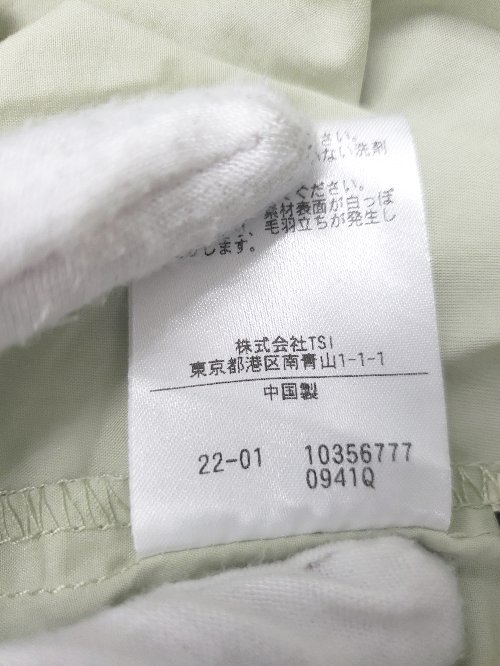 ださい。
いない洗剤
ください。
素材表面が白っぽ
毛羽立ちが発生し
します。
株式会社TSI
東京都港区南青山1-1-1
中国製
22-01 10356777
0941Q